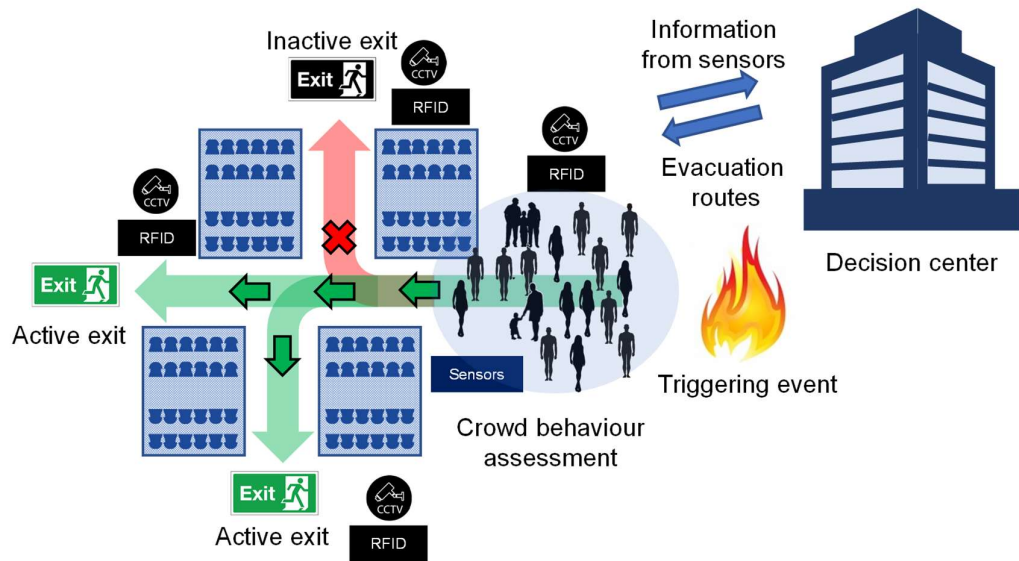 Inactive exit
Exit
CCTV
RFID
CCTV
RFID
Information
from sensors
Evacuation
routes
Decision center
CCTV
RFID
Exit
Active exit
Sensors
Triggering event
Crowd behaviour
assessment
Exit
Active exit
CCTV
RFID